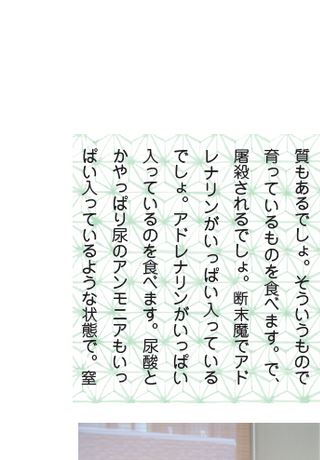 質もあるでしょ。そういうもので
育っているものを食べます。で、
屠殺されるでしょ。断末魔でアド
レナリンがいっぱい入っている
でしょ。アドレナリンがいっぱい
入っているのを食べます。尿酸と
かやっぱり尿のアンモニアもいっ
ぱい入っているような状態で。窒